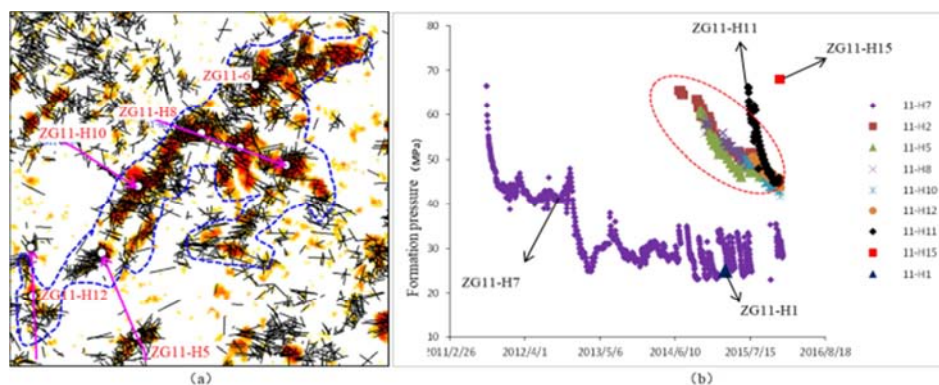 ZG11-6
ZG11-H8
ZG11-H10
ZG11-H12
ZG11-H5
(a)
ZG11-H11
ZG11-H15
Formation pressure (MPa)
80
70
60
50
40
30
20
10
2011/2/26
2012/4/1
2013/5/6
2014/6/10
2015/7/15
2016/8/18
ZG11-H7
ZG11-H1
11-H7
11-H2
11-H5
11-H8
11-H10
11-H12
11-H11
11-H15
11-H1
(b)